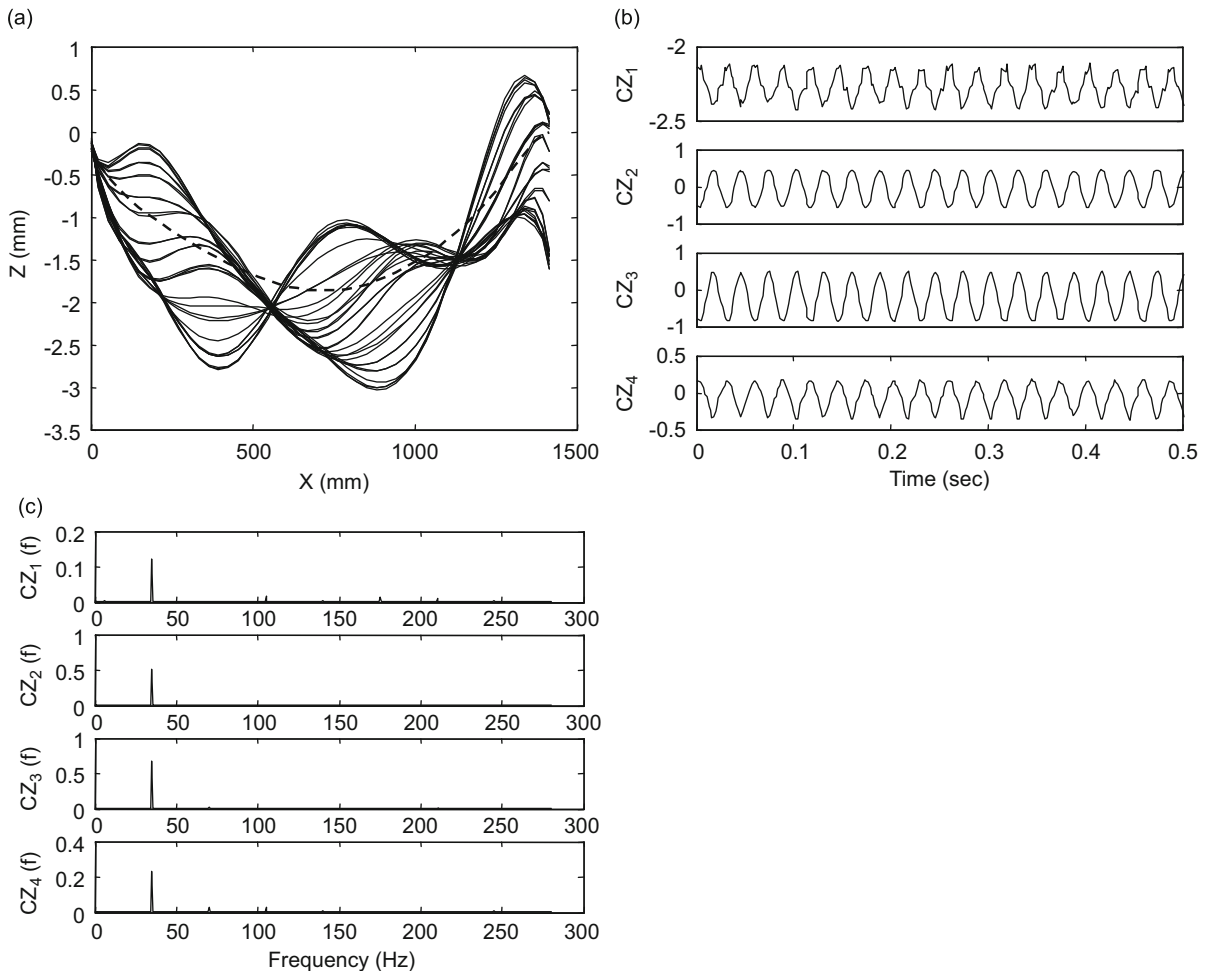 (a)
1
0.5
0
-0.5
-1
-1.5
-2
-2.5
-3
-3.5
Z (mm)
0 500 1000 1500
X (mm)
(b)
-2
-2.5
CZ1
1
0
-1
CZ2
1
0
-1
CZ3
0.5
0
-0.5
CZ4
0 0.1 0.2 0.3 0.4 0.5
Time (sec)
(c)
0.2
0.1
0
CZ1 (f)
0 50 100 150 200 250 300
1
0.5
0
CZ2 (f)
0 50 100 150 200 250 300
1
0.5
0
CZ3 (f)
0 50 100 150 200 250 300
0.4
0.2
0
CZ4 (f)
0 50 100 150 200 250 300
Frequency (Hz)